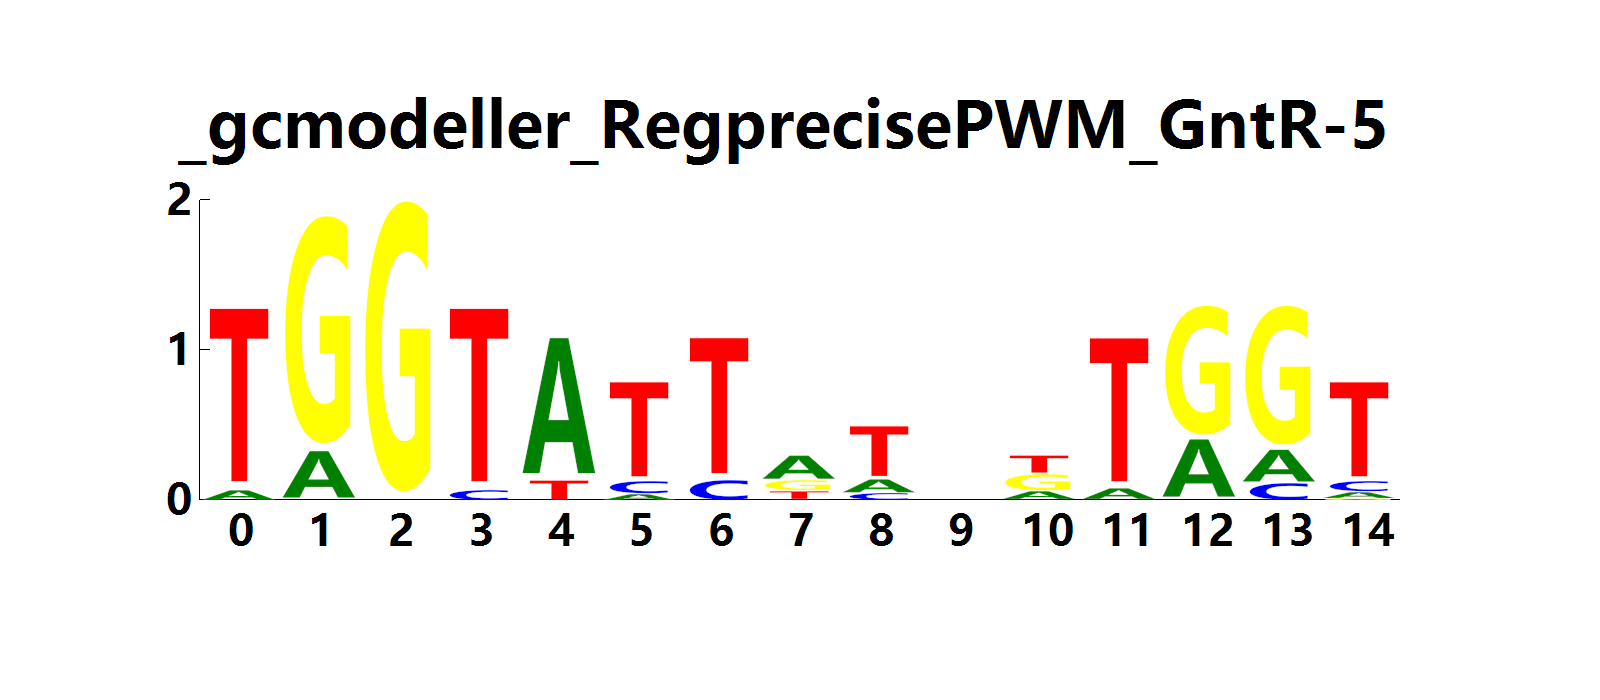 _gcmodeller_RegprecisePWM_GntR-5
2
1
0
T G G T A T T A T T T G G T
A A C T C C G A G A A A C
A T C A C A
0 1 2 3 4 5 6 7 8 9 10 11 12 13 14